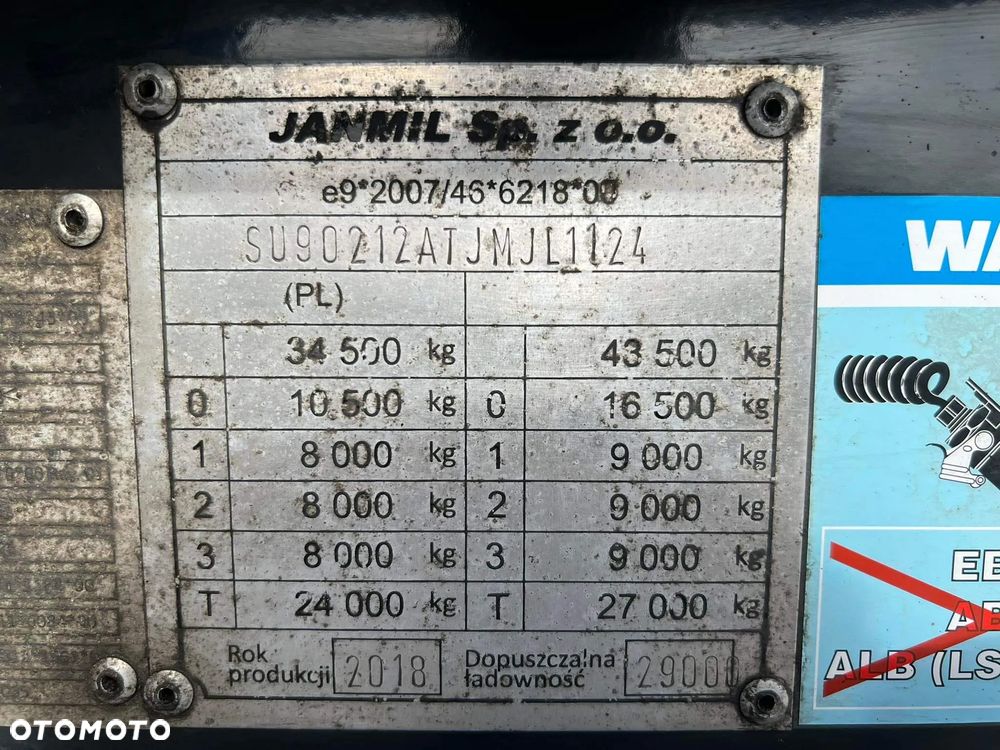 JANMIL Sp. z o.o.
e9*2007/46*6218*00
SU90212ATJMJL1124
(PL)
34 500 kg 43 500 kg
0 10 500 kg 0 16 500 kg
1 8 000 kg 1 9 000 kg
2 8 000 kg 2 9 000 kg
3 8 000 kg 3 9 000 kg
T 24 000 kg T 27 000 kg
Rok produkcji 2018 Dopuszczalna ładowność 29000
WA
EB
AB
ALB (LS
OTOMOTO